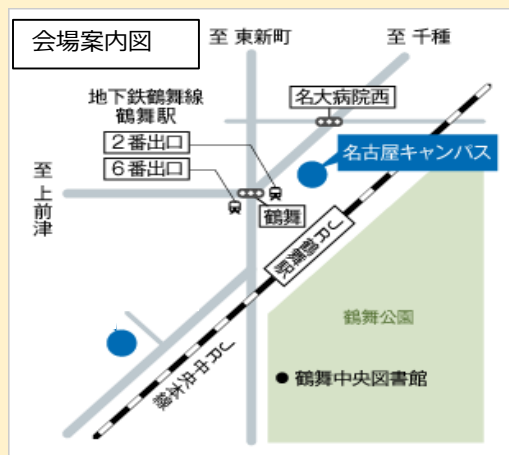 会場案内図
至 東新町
至 千種
地下鉄鶴舞線
鶴舞駅
名大病院西
2番出口
6番出口
名古屋キャンパス
至 上前津
鶴舞
JR鶴舞駅
鶴舞公園
JR中央本線
● 鶴舞中央図書館